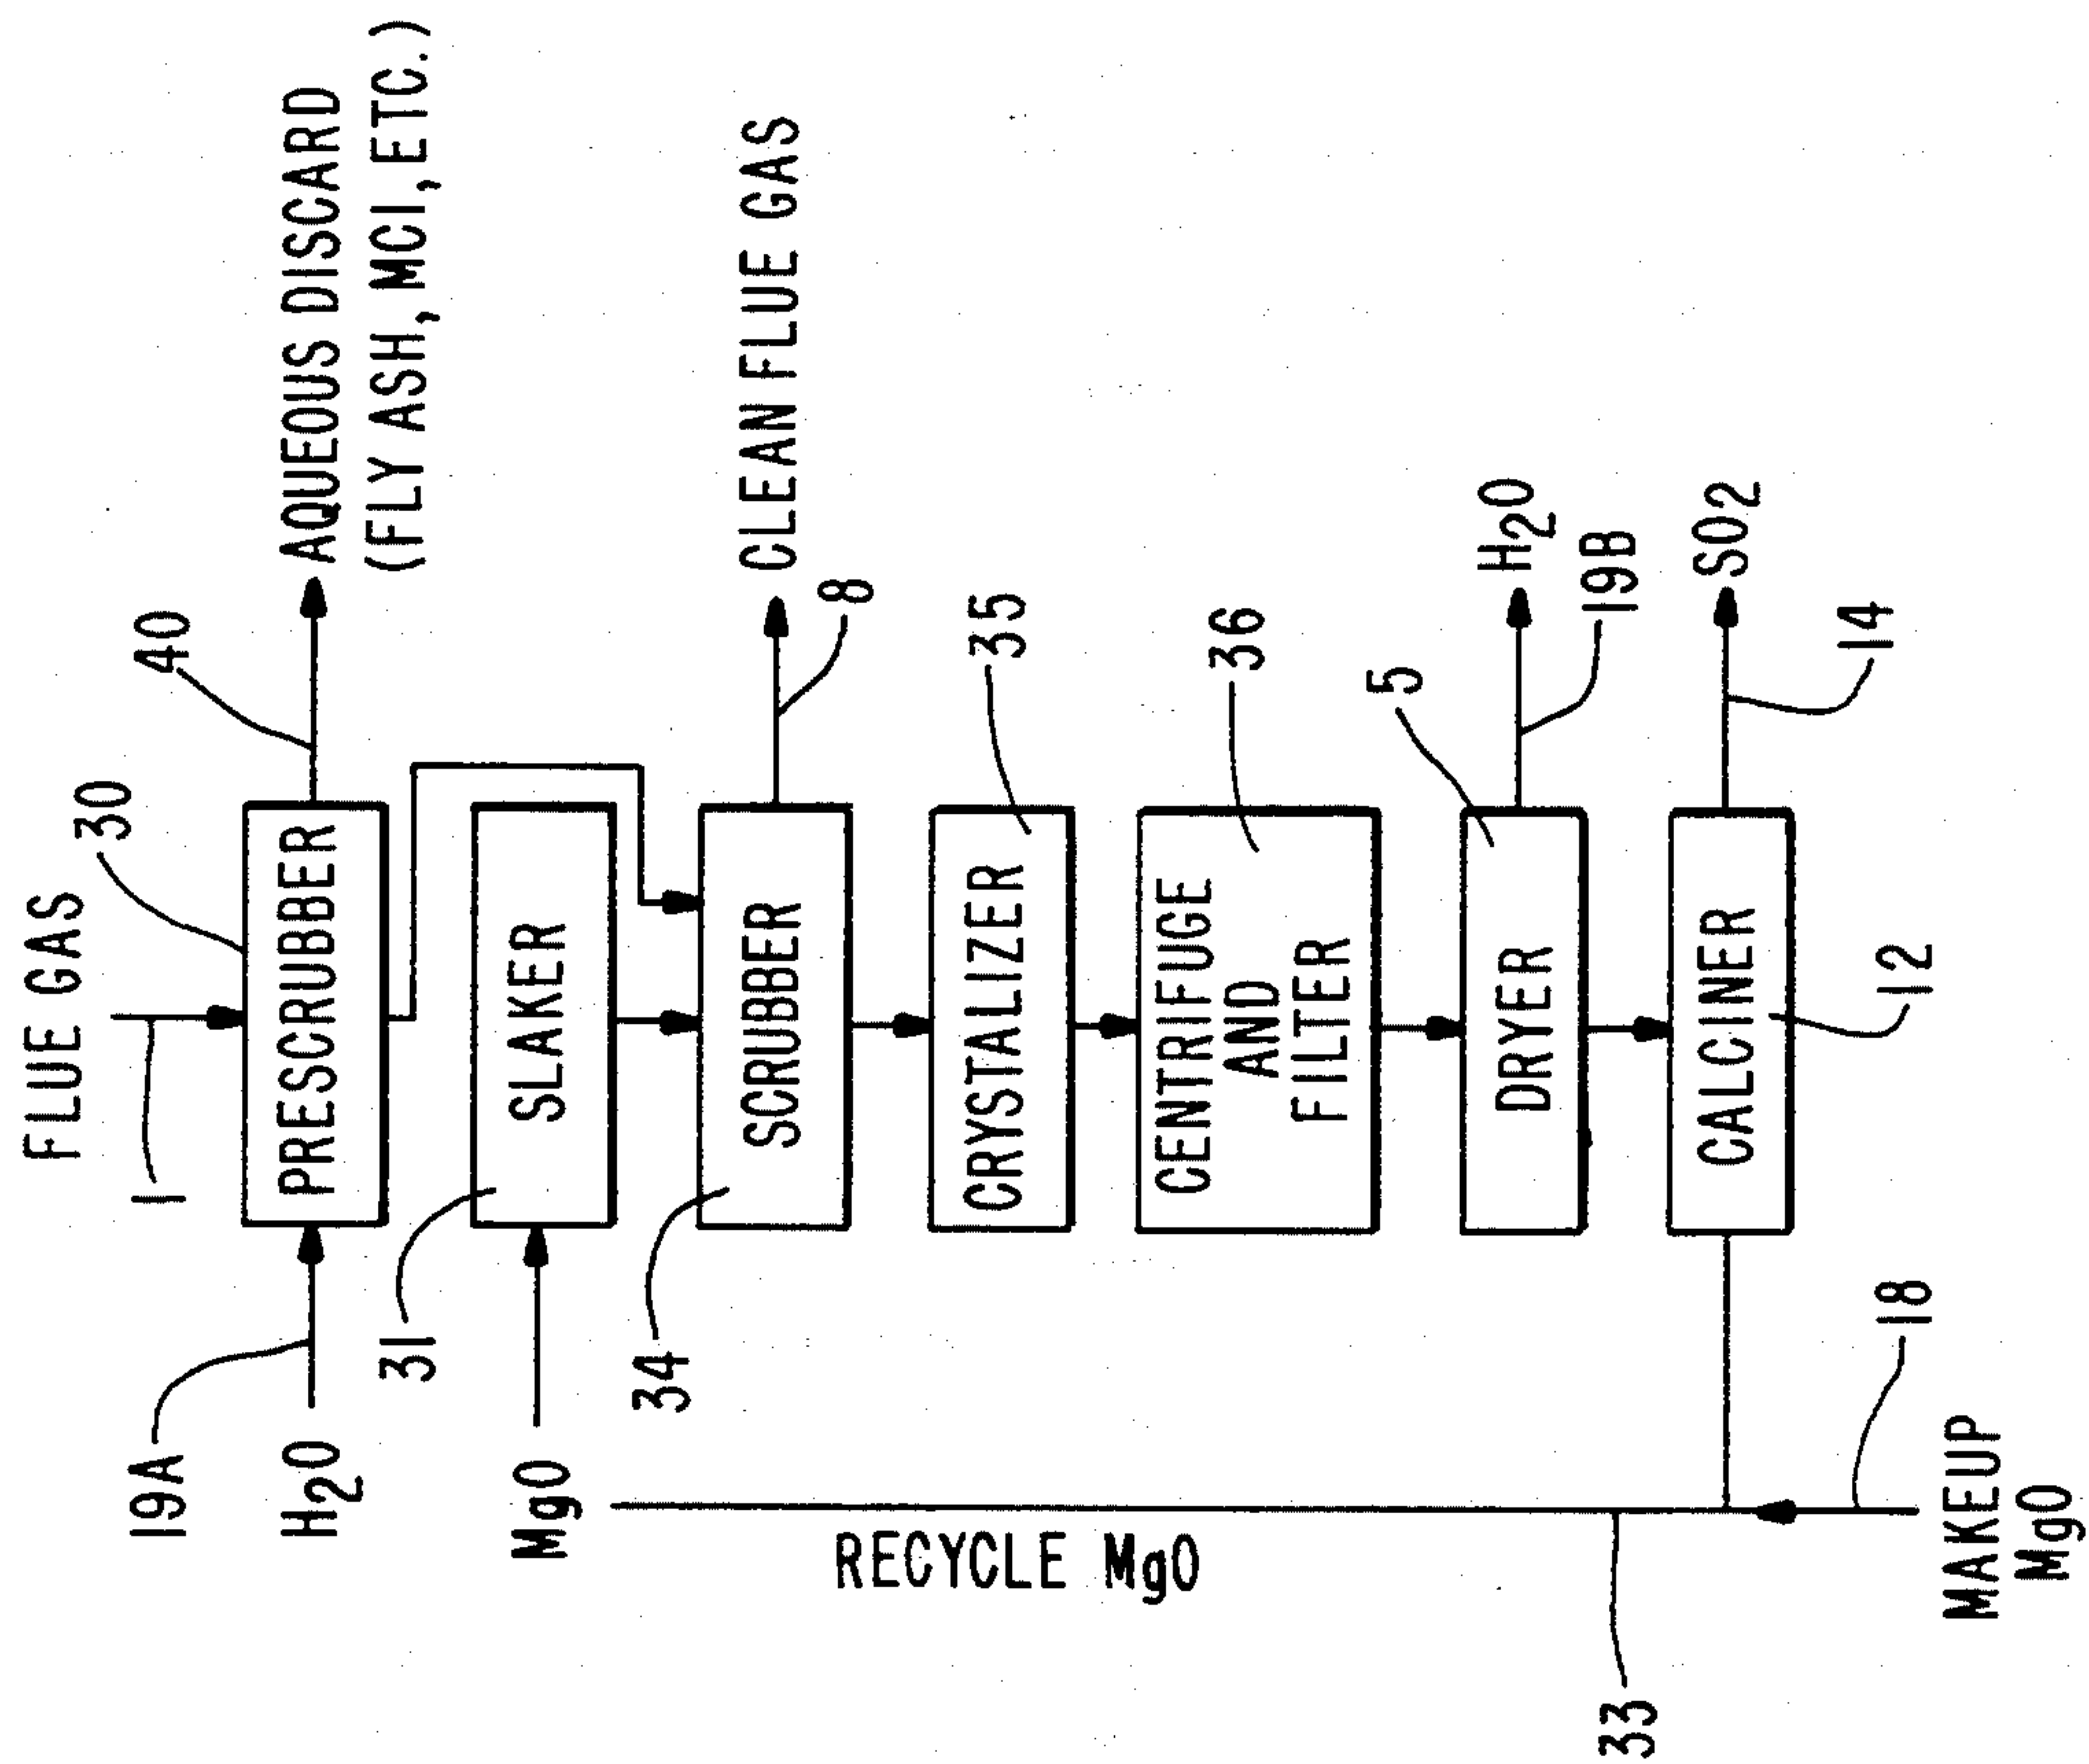 FLUE GAS
30
19A
1
40
H₂O
PRESCRUBBER
AQUEOUS DISCARD
(FLY ASH, MCI, ETC.)
31
MgO
SLAKER
34
SCRUBBER
CLEAN FLUE GAS
8
CRYSTALIZER
35
RECYCLE MgO
CENTRIFUGE
AND
FILTER
36
5
DRYER
H₂O
19B
33
CALCINER
SO₂
14
18
12
MAKEUP
MgO